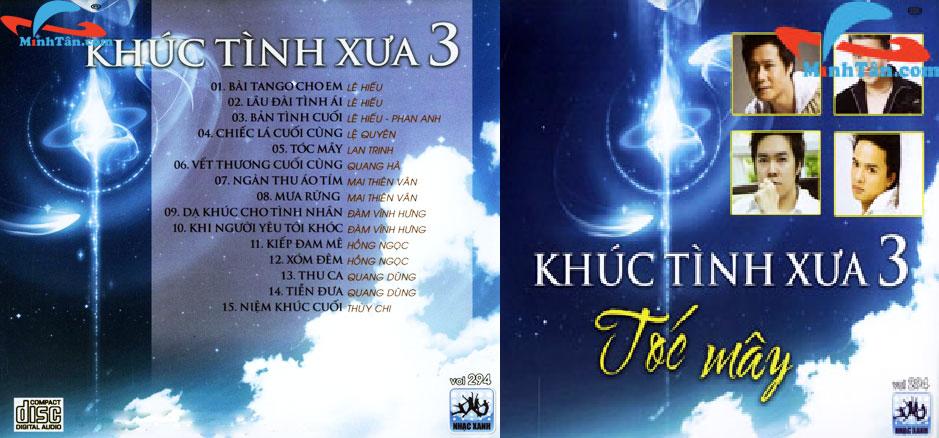 MinhTân.com
KHÚC TÌNH XƯA 3
01. BÀI TANGO CHO EM LÊ HIẾU
02. LÂU ĐÀI TÌNH ÁI LÊ HIẾU
03. BẢN TÌNH CUỐI LÊ HIẾU - PHAN ANH
04. CHIẾC LÁ CUỐI CÙNG LỆ QUYÊN
05. TÓC MÂY LAN TRINH
06. VẾT THƯƠNG CUỐI CÙNG QUANG HÀ
07. NGÀN THU ÁO TÍM MAI THIÊN VÂN
08. MƯA RỪNG MAI THIÊN VÂN
09. DẠ KHÚC CHO TÌNH NHÂN ĐÀM VĨNH HƯNG
10. KHI NGƯỜI YÊU TÔI KHÓC ĐÀM VĨNH HƯNG
11. KIẾP ĐAM MÊ HỒNG NGỌC
12. XÓM ĐÊM HỒNG NGỌC
13. THU CA QUANG DŨNG
14. TIỄN ĐƯA QUANG DŨNG
15. NIỆM KHÚC CUỐI THÙY CHI
vol 294
COMPACT
disc
DIGITAL AUDIO
NHẠC XANH
MinhTân.com
KHÚC TÌNH XƯA 3
Tóc mây
vol 294
NHẠC XANH